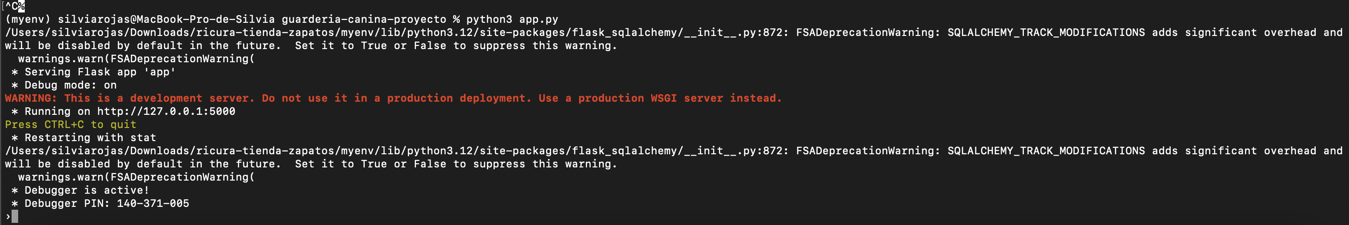 [^C%
(myenv) silviarojas@MacBook-Pro-de-Silvia guarderia-canina-proyecto % python3 app.py
/Users/silviarojas/Downloads/ricura-tienda-zapatos/myenv/lib/python3.12/site-packages/flask_sqlalchemy/__init__.py:872: FSADeprecationWarning: SQLALCHEMY_TRACK_MODIFICATIONS adds significant overhead and
will be disabled by default in the future.  Set it to True or False to suppress this warning.
  warnings.warn(FSADeprecationWarning(
 * Serving Flask app 'app'
 * Debug mode: on
WARNING: This is a development server. Do not use it in a production deployment. Use a production WSGI server instead.
 * Running on http://127.0.0.1:5000
Press CTRL+C to quit
 * Restarting with stat
/Users/silviarojas/Downloads/ricura-tienda-zapatos/myenv/lib/python3.12/site-packages/flask_sqlalchemy/__init__.py:872: FSADeprecationWarning: SQLALCHEMY_TRACK_MODIFICATIONS adds significant overhead and
will be disabled by default in the future.  Set it to True or False to suppress this warning.
  warnings.warn(FSADeprecationWarning(
 * Debugger is active!
 * Debugger PIN: 140-371-005
›